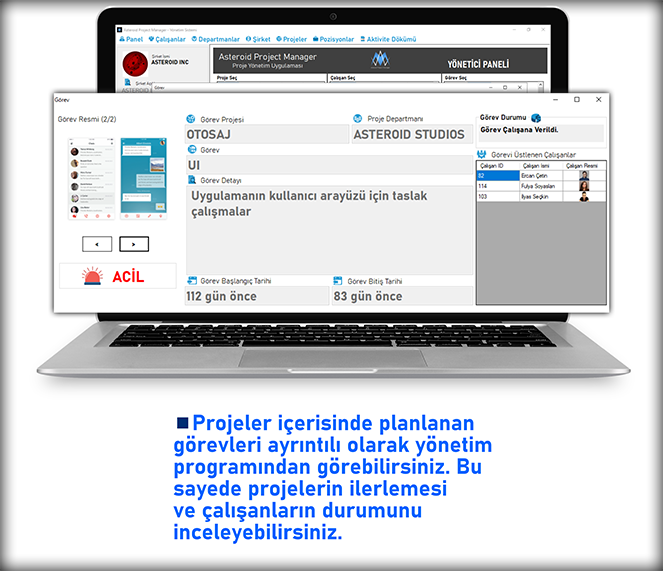 Asteroid Project Manager - Yönetim Sistemi
Panel Çalışanlar Departmanlar Şirket Projeler Pozisyonlar Aktivite Dökümü
Şirket İsmi
ASTEROID INC
Asteroid Project Manager
Proje Yönetim Uygulaması
YÖNETİCİ PANELİ
Proje Seç Çalışan Seç Görev Seç
Görev
Görev
Görev Resmi (2/2)
<
>
ACİL
Görev Projesi
OTOSAJ
Proje Departmanı
ASTEROID STUDIOS
Görev
UI
Görev Detayı
Uygulamanın kullanıcı arayüzü için taslak
çalışmalar
Görev Başlangıç Tarihi
112 gün önce
Görev Bitiş Tarihi
83 gün önce
Görev Durumu
Görev Çalışana Verildi.
Görevi Üstlenen Çalışanlar
Çalışan ID Çalışan İsmi Çalışan Resmi
82 Ercan Çetin
114 Fulya Soyaslan
103 İlyas Seçkin
Projeler içerisinde planlanan
görevleri ayrıntılı olarak yönetim
programından görebilirsiniz. Bu
sayede projelerin ilerlemesi
ve çalışanların durumunu
inceleyebilirsiniz.